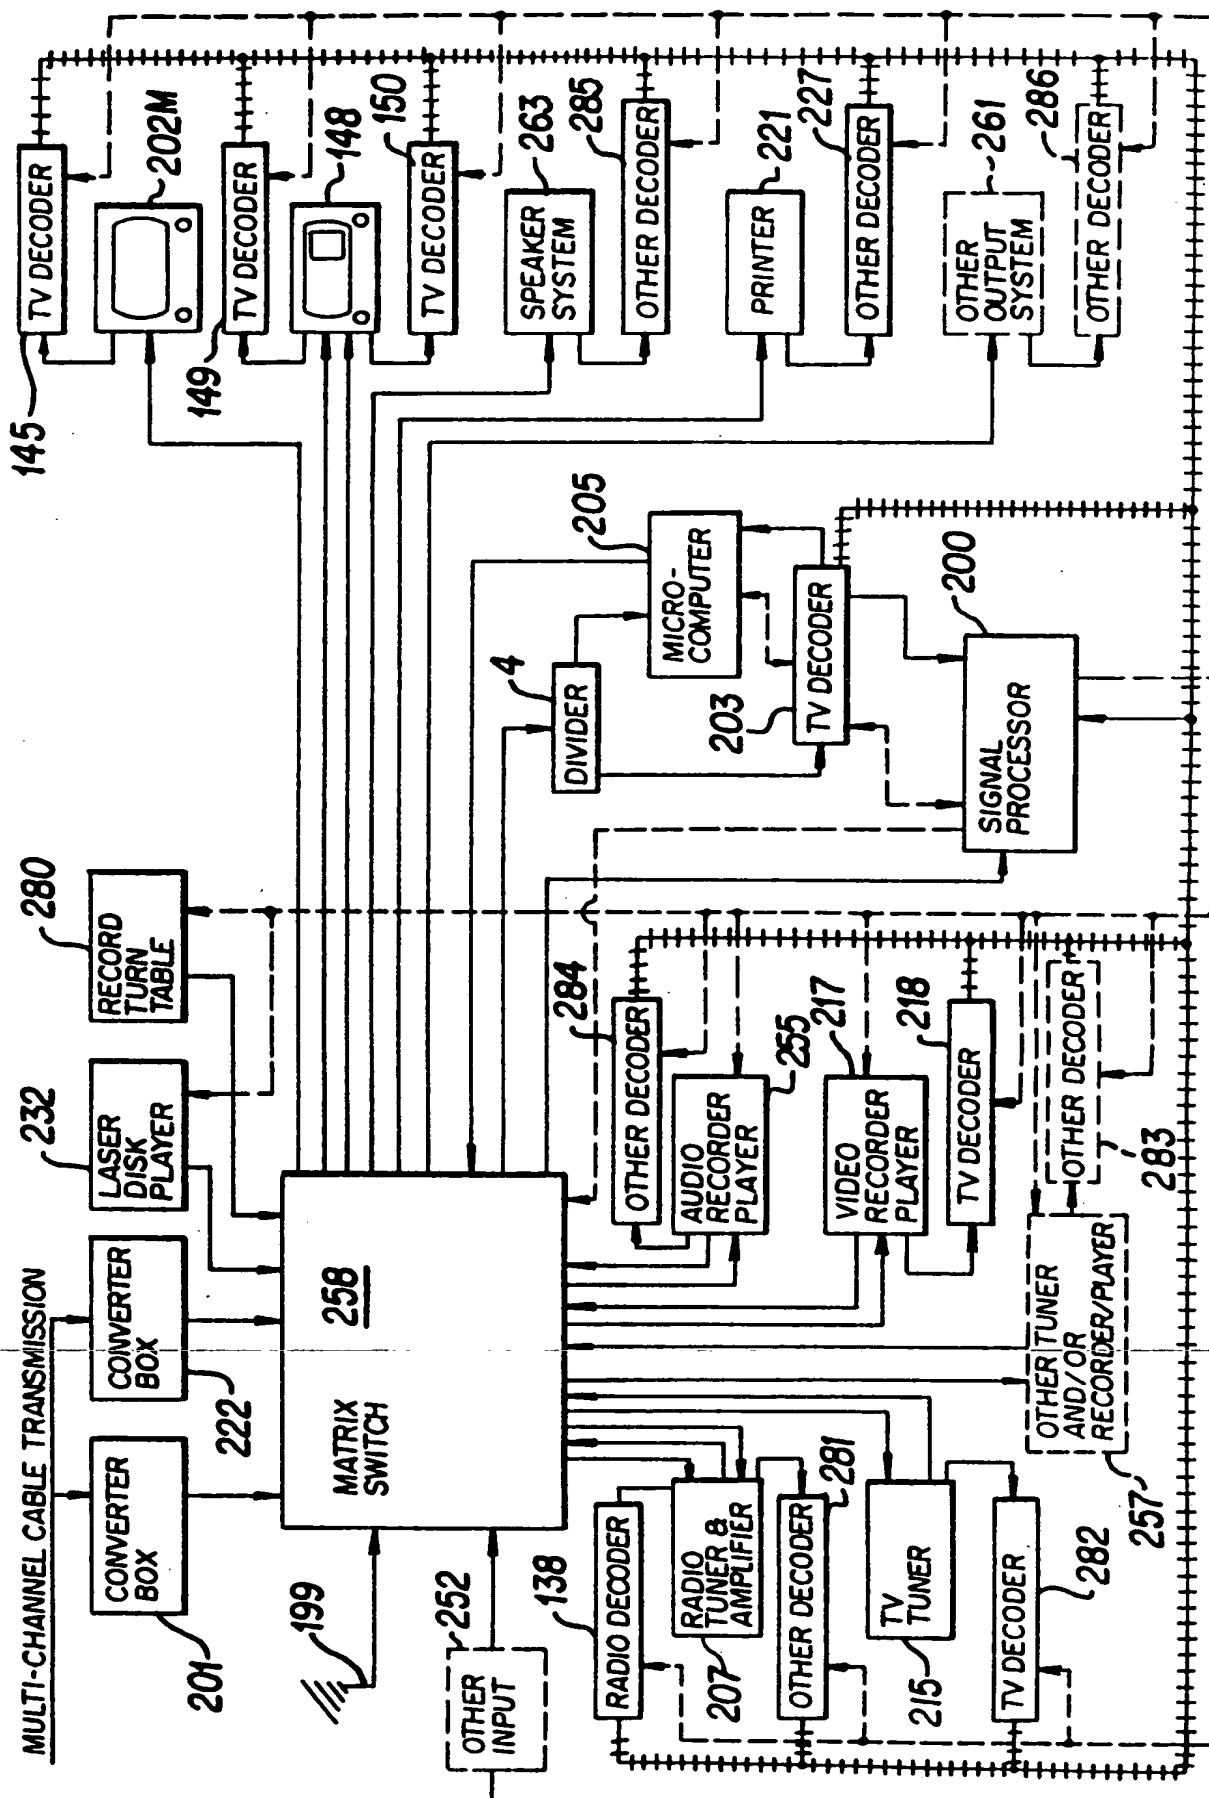 MULTI-CHANNEL CABLE TRANSMISSION
201
CONVERTER
BOX
222
CONVERTER
BOX
232
LASER
DISK
PLAYER
280
RECORD
TURN
TABLE
199
252
OTHER
INPUT
MATRIX
SWITCH
258
145
TV DECODER
202M
149
TV DECODER
148
150
TV DECODER
263
SPEAKER
SYSTEM
285
OTHER DECODER
221
PRINTER
227
OTHER DECODER
261
OTHER
OUTPUT
SYSTEM
286
OTHER DECODER
4
DIVIDER
205
MICRO-
COMPUTER
203
TV DECODER
200
SIGNAL
PROCESSOR
138
RADIO DECODER
207
RADIO
TUNER &
AMPLIFIER
281
OTHER DECODER
215
TV
TUNER
282
TV DECODER
257
OTHER TUNER
AND/OR
RECORDER/PLAYER
284
OTHER DECODER
255
AUDIO
RECORDER
PLAYER
217
VIDEO
RECORDER
PLAYER
218
TV DECODER
283
OTHER DECODER